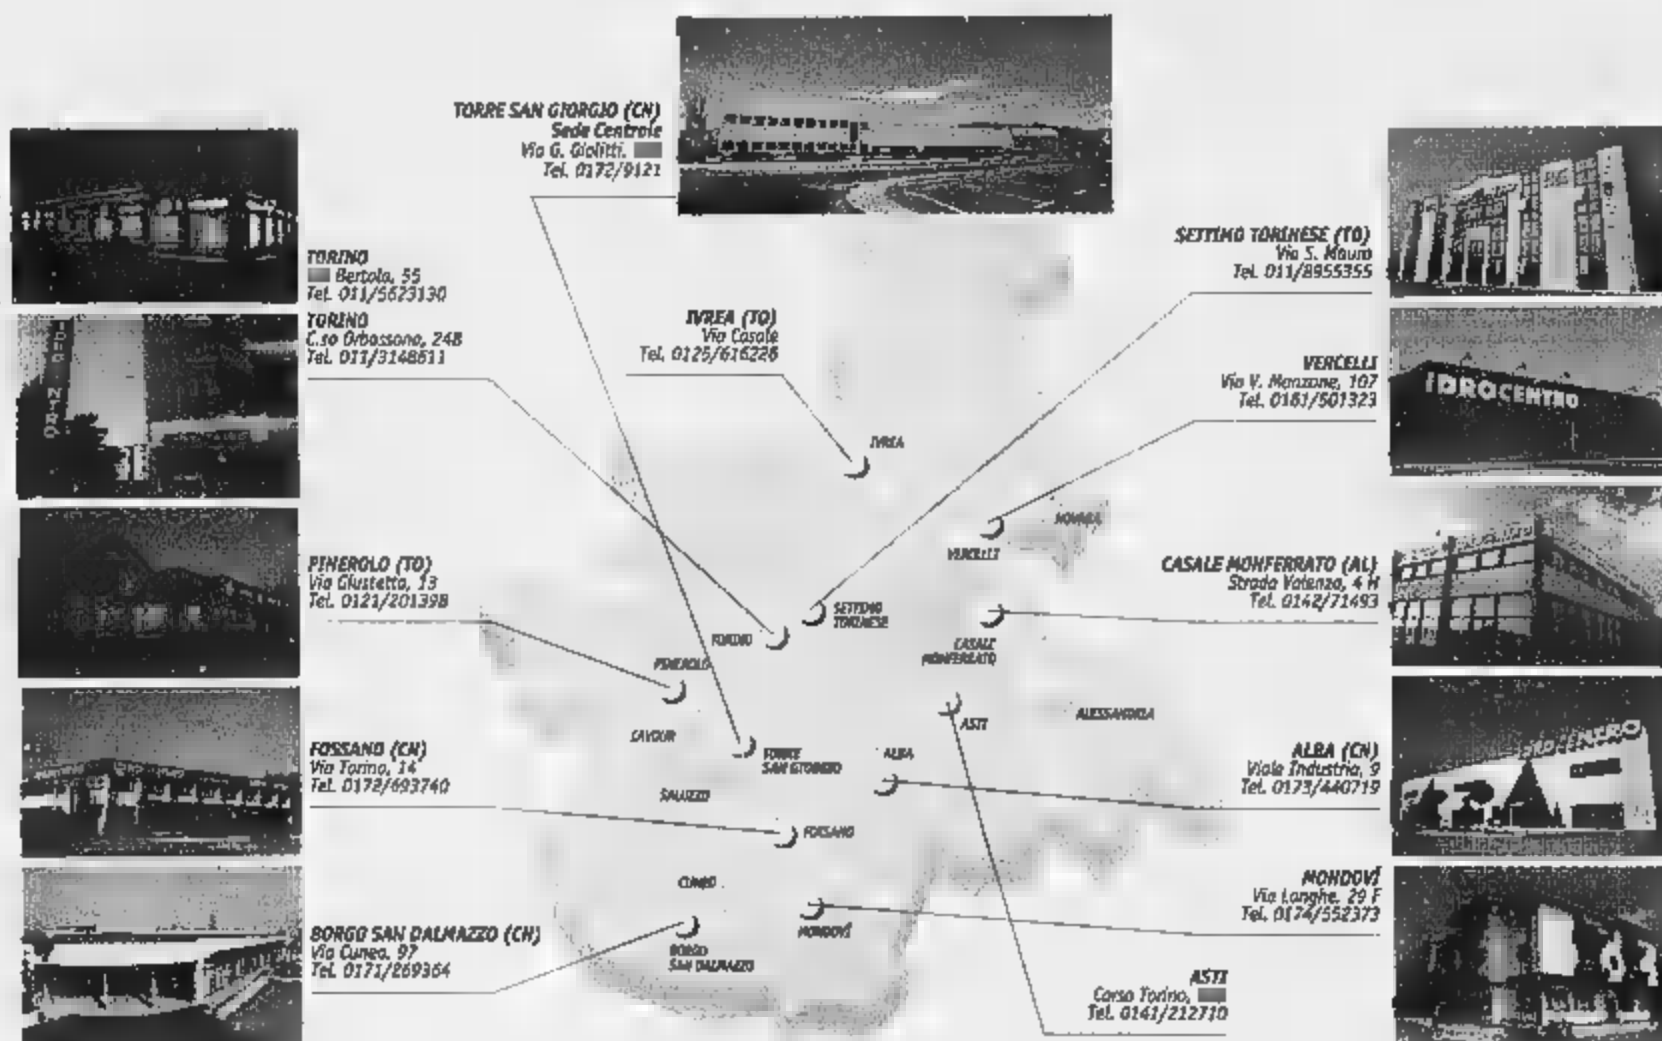 TORRE SAN GIORGIO (CN)
Sede Centrale
Via G. Giolitti,
Tel. 0172/9121
TORINO
Bertola, 55
Tel. 011/5623130
TORINO
C.so Orbassano, 248
Tel. 011/3148611
PINEROLO (TO)
Via Giustetto, 13
Tel. 0121/201398
FOSSANO (CN)
Via Torino, 14
Tel. 0172/693740
BORGO SAN DALMAZZO (CN)
Via Cuneo, 97
Tel. 0171/269364
IVREA (TO)
Via Casale
Tel. 0125/616228
SETTIMO TORINESE (TO)
Via S. Mauro
Tel. 011/8955355
VERCELLI
Via V. Manzone, 107
Tel. 0161/501323
IDROCENTRO
CASALE MONFERRATO (AL)
Strada Valenza, 4 H
Tel. 0142/71493
ALBA (CN)
Viale Industria, 9
Tel. 0173/440719
MONDOVÌ
Via Langhe, 29 F
Tel. 0174/552373
ASTI
Corso Torino,
Tel. 0141/212710
IVREA
NOVARA
VERCELLI
SETTIMO
TORINESE
TORINO
CASALE
MONFERRATO
PINEROLO
ASTI
ALESSANDRIA
CAVOUR
TORRE
SAN GIORGIO
ALBA
SALUZZO
FOSSANO
CUNEO
MONDOVÌ
BORGO
SAN DALMAZZO